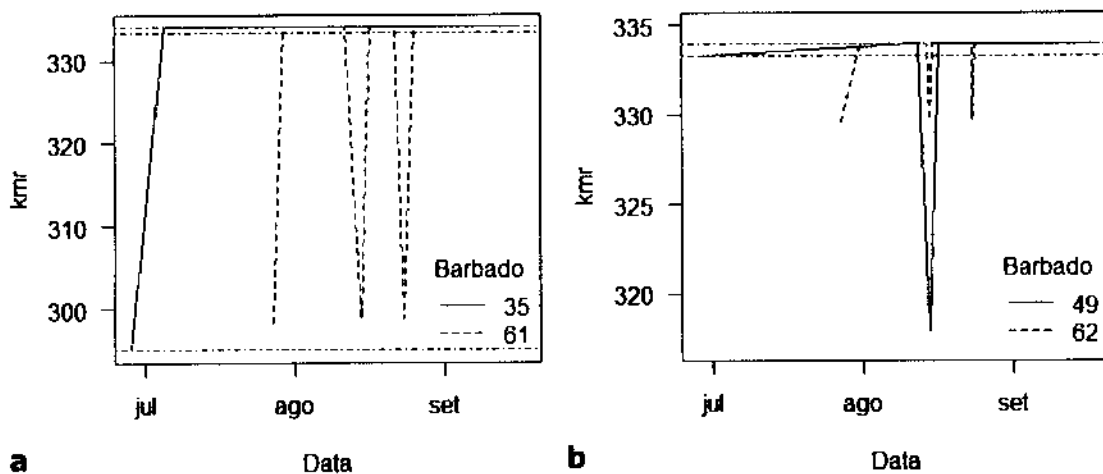 330
320
310
300
kmr
jul
ago
set
Data
Barbado
35
61
a
335
330
325
320
kmr
jul
ago
set
Data
Barbado
49
62
b